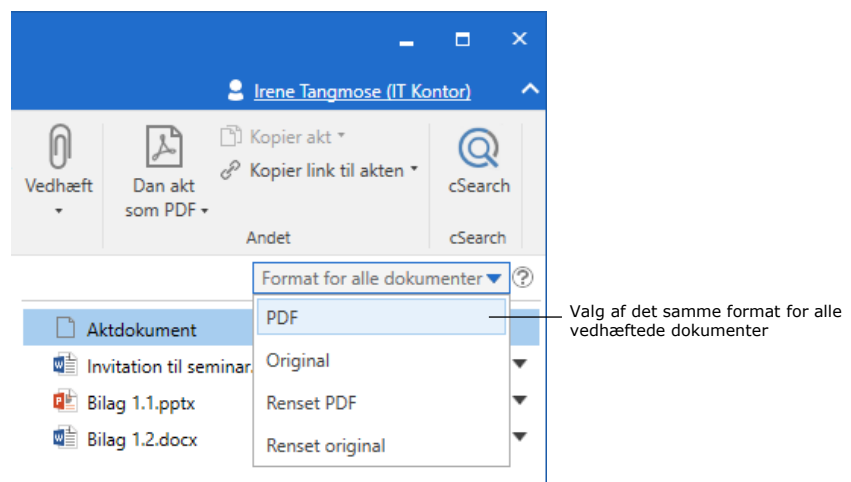 Irene Tangmose (IT Kontor)
Vedhæft
Dan akt
som PDF
Kopier akt
Kopier link til akten
Andet
cSearch
cSearch
Format for alle dokumenter
?
PDF
Original
Renset PDF
Renset original
Aktdokument
Invitation til seminar.
Bilag 1.1.pptx
Bilag 1.2.docx
Valg af det samme format for alle
vedhæftede dokumenter